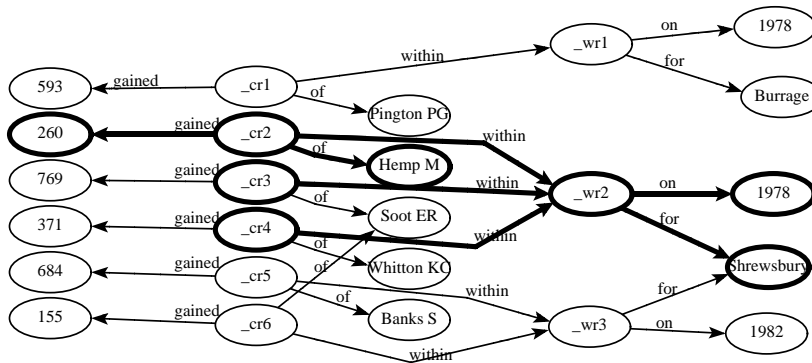 1978
on
_wr1
within
for
593
gained
_cr1
Burrage
of
Pington PG
260
gained
_cr2
within
of
Hemp M
769
gained
_cr3
within
_wr2
on
1978
of
for
371
gained
_cr4
Soot ER
within
of
of
Whitton KC
Shrewsbury
684
gained
_cr5
within
for
of
Banks S
155
gained
_cr6
_wr3
on
1982
within